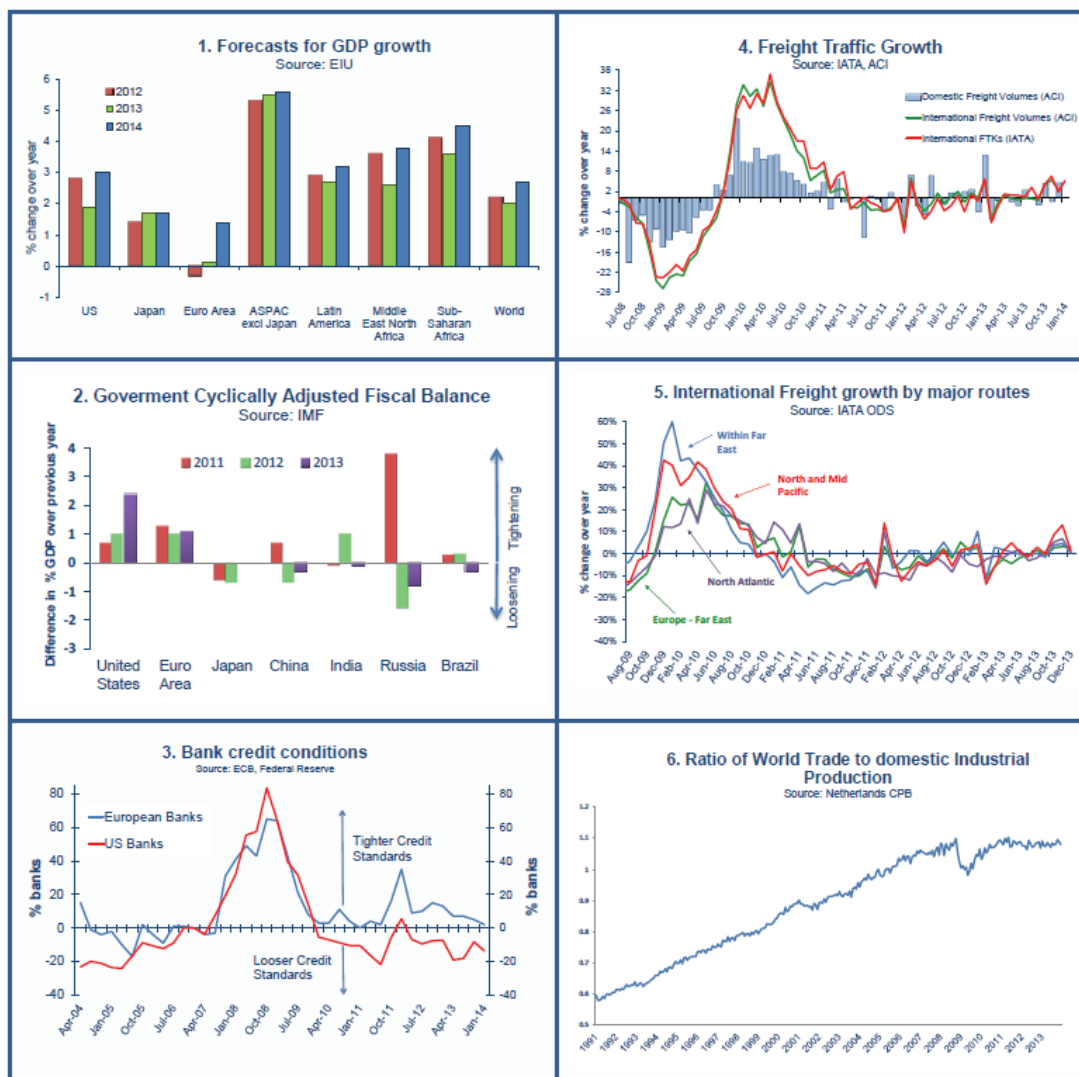 1. Forecasts for GDP growth
Source: EIU
% change over year
6
5
4
3
2
1
0
-1
2012
2013
2014
US
Japan
Euro Area
ASPAC
excl Japan
Latin
America
Middle
East North
Africa
Sub-
Saharan
Africa
World
4. Freight Traffic Growth
Source: IATA, ACI
% change over year
38
32
26
20
14
8
2
-4
-10
-16
-22
-28
Domestic Freight Volumes (ACI)
International Freight Volumes (ACI)
International FTKs (IATA)
Jul-08
Oct-08
Jan-09
Apr-09
Jul-09
Oct-09
Jan-10
Apr-10
Jul-10
Oct-10
Jan-11
Apr-11
Jul-11
Oct-11
Jan-12
Apr-12
Jul-12
Oct-12
Jan-13
Apr-13
Jul-13
Oct-13
Jan-14
2. Goverment Cyclically Adjusted Fiscal Balance
Source: IMF
Difference in % GDP over previous year
4
3
2
1
0
-1
-2
-3
2011
2012
2013
Loosening Tightening
United
States
Euro
Area
Japan
China
India
Russia
Brazil
5. International Freight growth by major routes
Source: IATA ODS
% change over year
60%
50%
40%
30%
20%
10%
0%
-10%
-20%
-30%
-40%
Within Far
East
North and Mid
Pacific
North Atlantic
Europe - Far East
Aug-09
Oct-09
Dec-09
Feb-10
Apr-10
Jun-10
Aug-10
Oct-10
Dec-10
Feb-11
Apr-11
Jun-11
Aug-11
Oct-11
Dec-11
Feb-12
Apr-12
Jun-12
Aug-12
Oct-12
Dec-12
Feb-13
Apr-13
Jun-13
Aug-13
Oct-13
Dec-13
3. Bank credit conditions
Source: ECB, Federal Reserve
% banks
80
60
40
20
0
-20
-40
European Banks
US Banks
Tighter Credit
Standards
Looser Credit
Standards
80
60
40
20
0
-20
-40
% banks
Apr-04
Jan-05
Oct-05
Jul-06
Apr-07
Jan-08
Oct-08
Jul-09
Apr-10
Jan-11
Oct-11
Jul-12
Apr-13
Jan-14
6. Ratio of World Trade to domestic Industrial
Production
Source: Netherlands CPB
1.2
1.1
1
0.9
0.8
0.7
0.6
0.5
1991
1992
1993
1994
1995
1996
1997
1998
1999
2000
2001
2002
2003
2004
2005
2006
2007
2008
2009
2010
2011
2012
2013